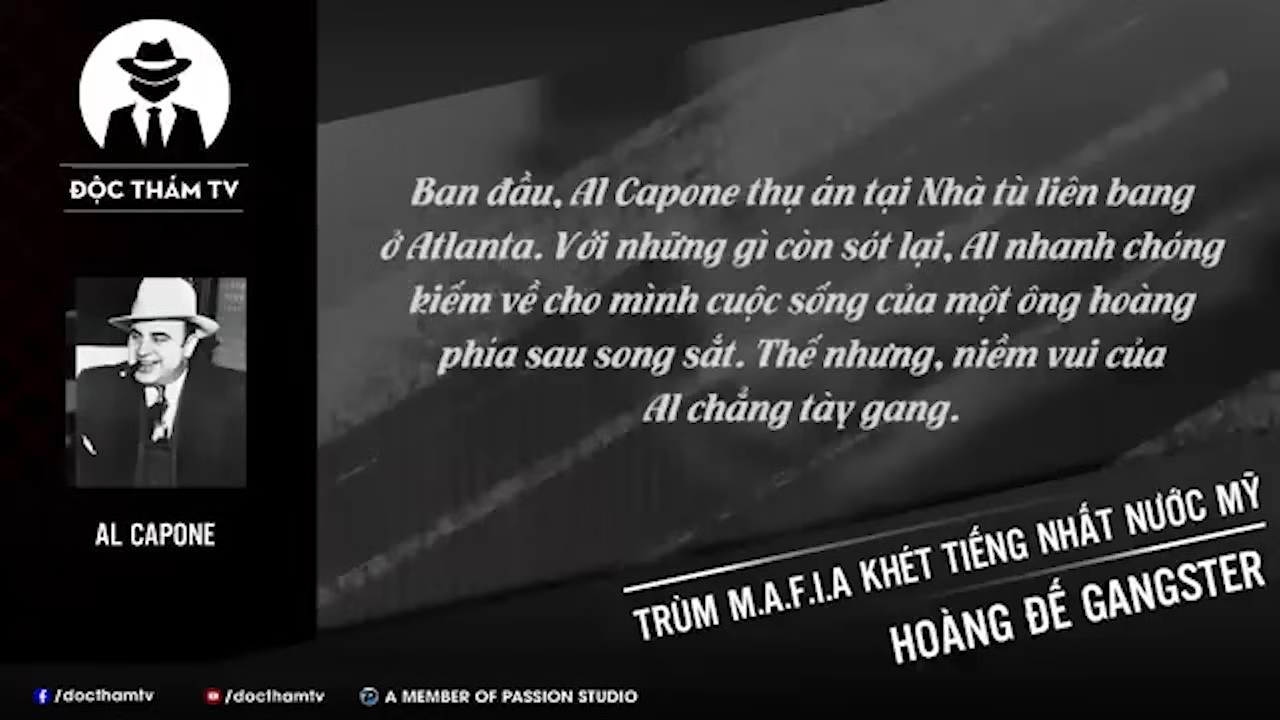 ĐỘC THÁM TV
AL CAPONE
Ban đầu, Al Capone thụ án tại Nhà tù liên bang
ở Atlanta. Với những gì còn sót lại, Al nhanh chóng
kiếm về cho mình cuộc sống của một ông hoàng
phía sau song sắt. Thế nhưng, niềm vui của
Al chẳng tày gang.
TRÙM M.A.F.I.A KHÉT TIẾNG NHẤT NƯỚC MỸ
HOÀNG ĐẾ GANGSTER
/docthamtv
/docthamtv
A MEMBER OF PASSION STUDIO